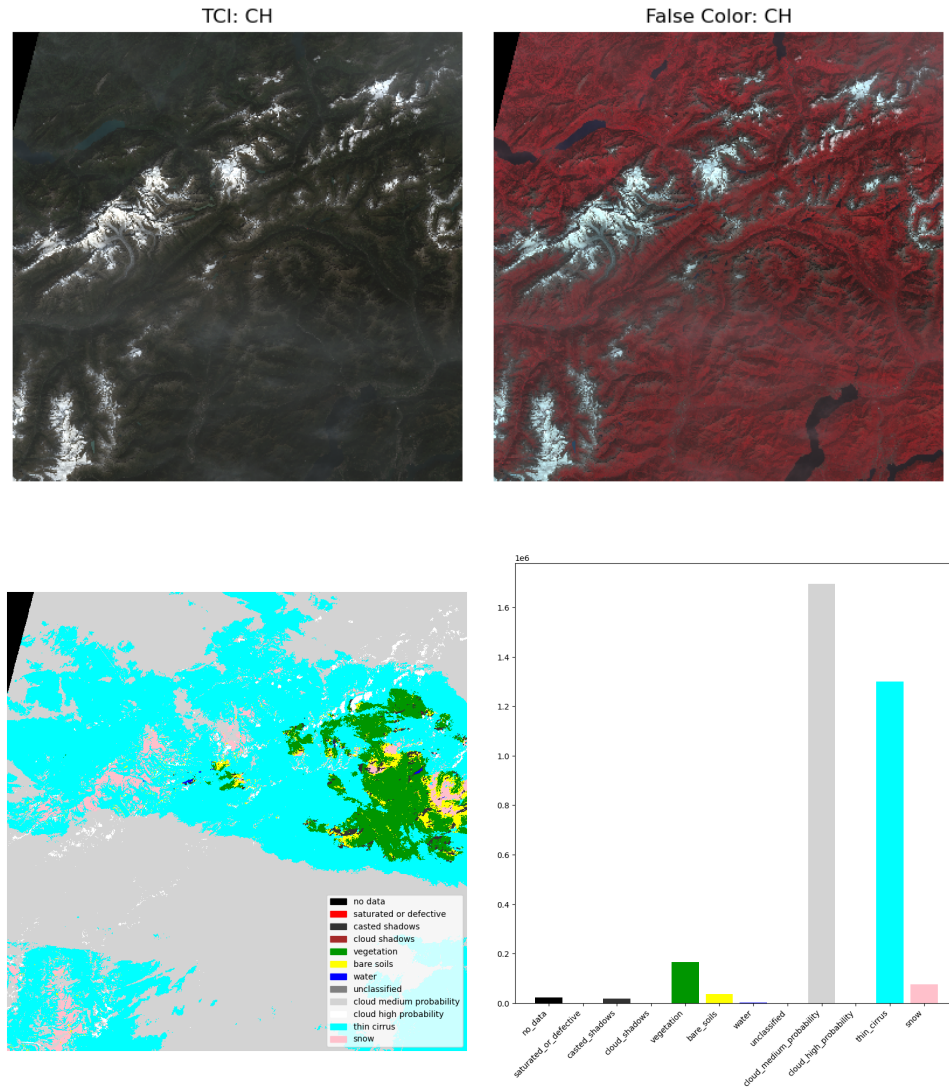 TCI: CH
False Color: CH
no data
saturated or defective
casted shadows
cloud shadows
vegetation
bare soils
water
unclassified
cloud medium probability
cloud high probability
thin cirrus
snow
1e6
1.6
1.4
1.2
1.0
0.8
0.6
0.4
0.2
0.0
no_data
saturated_or_defective
casted_shadows
cloud_shadows
vegetation
bare_soils
water
unclassified
cloud_medium_probability
cloud_high_probability
thin_cirrus
snow